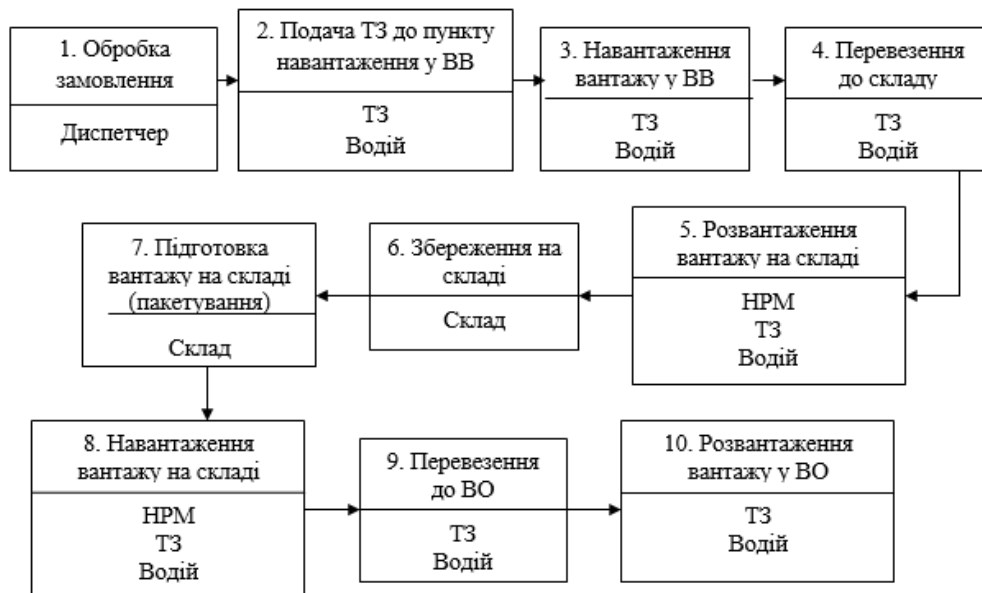 1. Обробка
замовлення
Диспетчер
2. Подача ТЗ до пункту
навантаження у ВВ
ТЗ
Водій
3. Навантаження
вантажу у ВВ
ТЗ
Водій
4. Перевезення
до складу
ТЗ
Водій
5. Розвантаження
вантажу на складі
НРМ
ТЗ
Водій
6. Збереження на
складі
Склад
7. Підготовка
вантажу на складі
(пакетування)
Склад
8. Навантаження
вантажу на складі
НРМ
ТЗ
Водій
9. Перевезення
до ВО
ТЗ
Водій
10. Розвантаження
вантажу у ВО
ТЗ
Водій